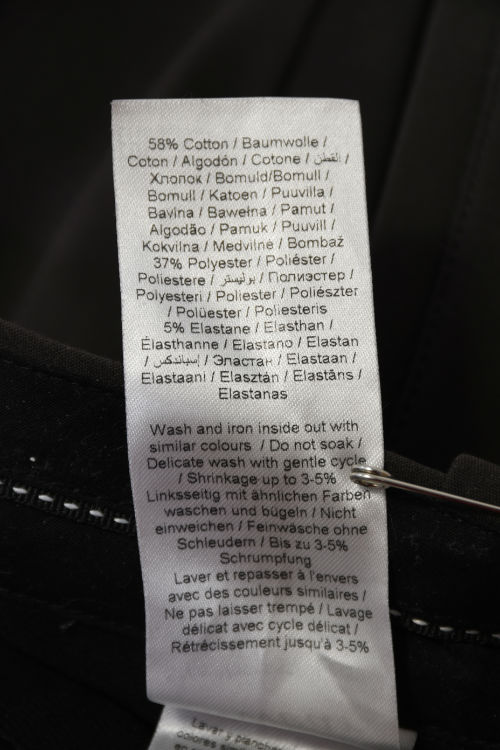 58% Cotton / Baumwolle /
Coton / Algodón / Cotone / القطن /
Хлопок / Bomuld/Bomull /
Bomull / Katoen / Puuvilla /
Bavlna / Bawełna / Pamut /
Algodão / Pamuk / Puuvill /
Kokvilna / Medvilnė / Bombaž
37% Polyester / Poliéster /
Poliestere / بوليستر / Полиэстер /
Polyesteri / Poliester / Poliészter
/ Polüester / Poliesteris
5% Elastane / Elasthan /
Élasthanne / Elastano / Elastan
/ إسباندكس / Эластан / Elastaan /
Elastaani / Elasztán / Elastāns /
Elastanas
Wash and iron inside out with
similar colours / Do not soak /
Delicate wash with gentle cycle
/ Shrinkage up to 3-5%
Linksseitig mit ähnlichen Farben
waschen und bügeln / Nicht
einweichen / Feinwäsche ohne
Schleudern / Bis zu 3-5%
Schrumpfung
Laver et repasser à l'envers
avec des couleurs similaires /
Ne pas laisser trempé / Lavage
délicat avec cycle délicat /
Rétrécissement jusqu'à 3-5%
Lavar y planchar
colores